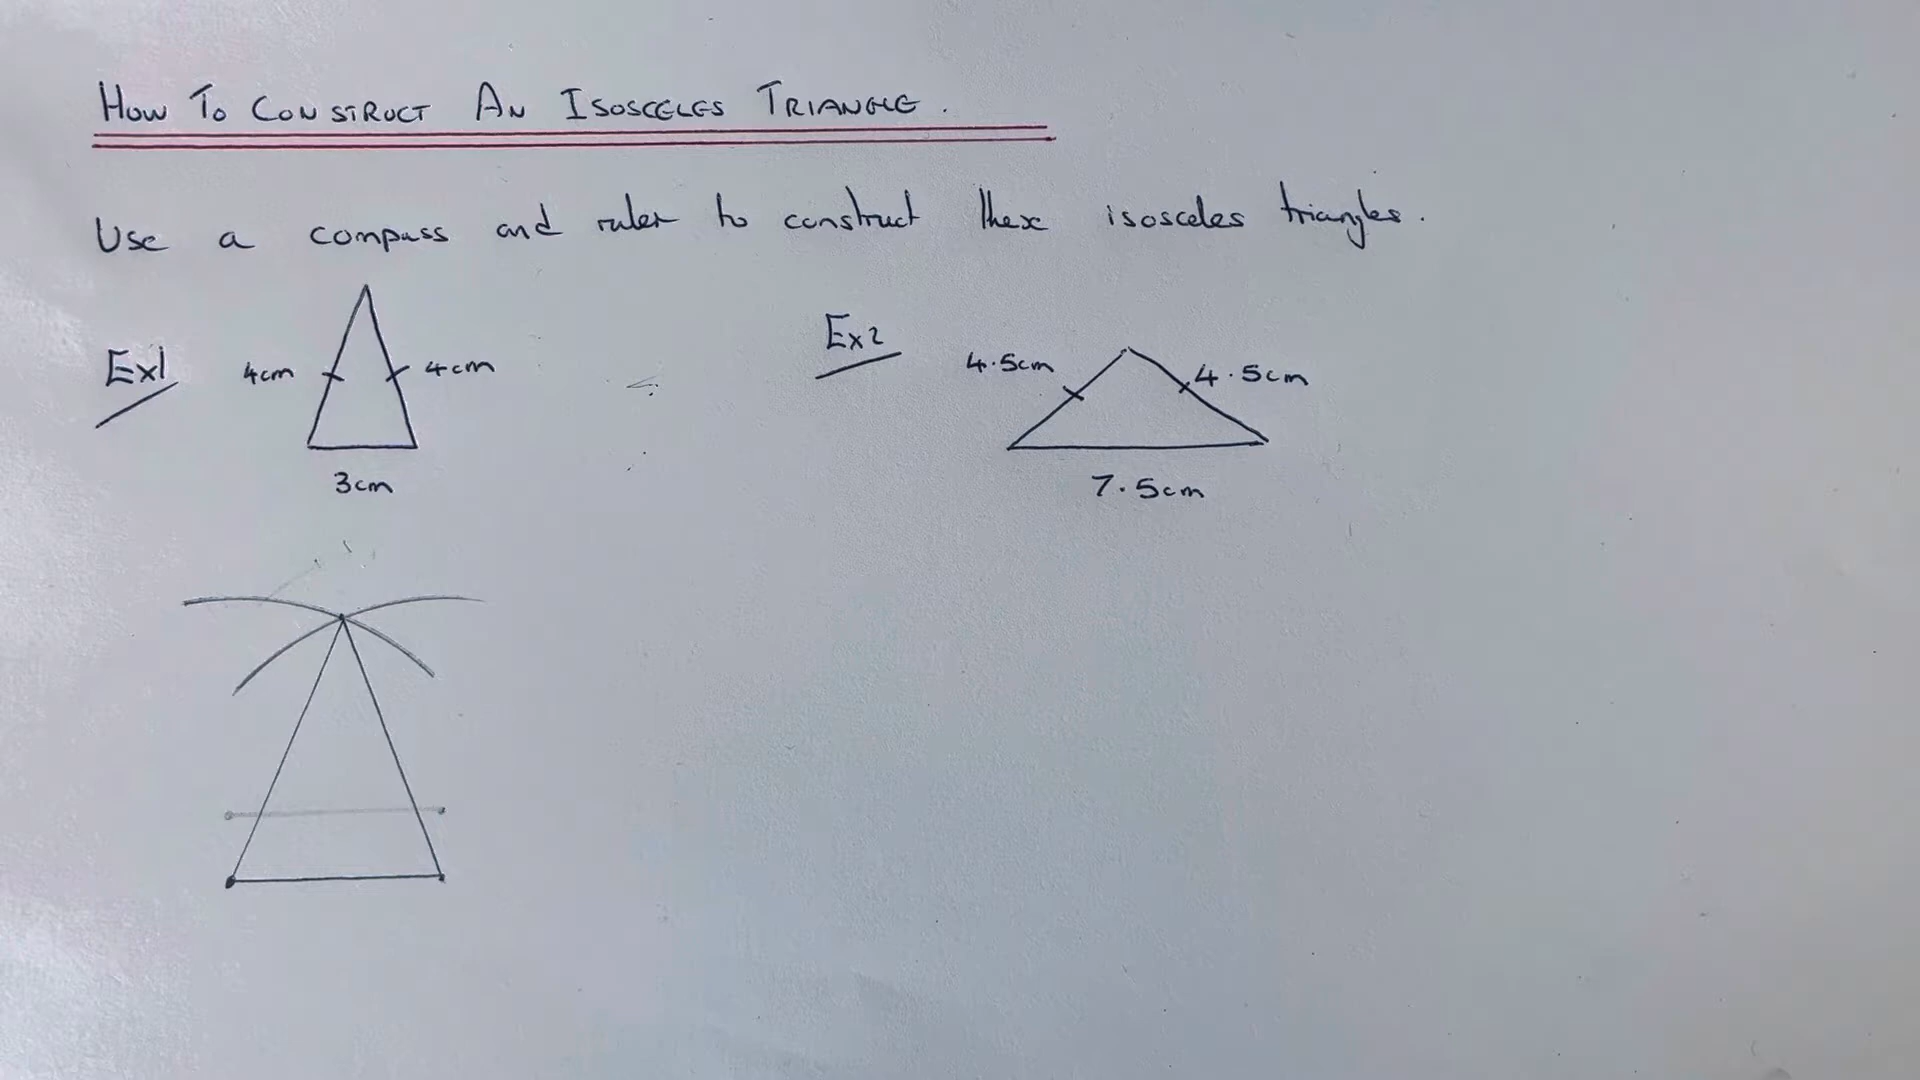 HOW TO CONSTRUCT AN ISOSCELES TRIANGLE.
Use a compass and ruler to construct these isosceles triangles.
Ex1
4cm
4cm
3cm
Ex2
4.5cm
4.5cm
7.5cm